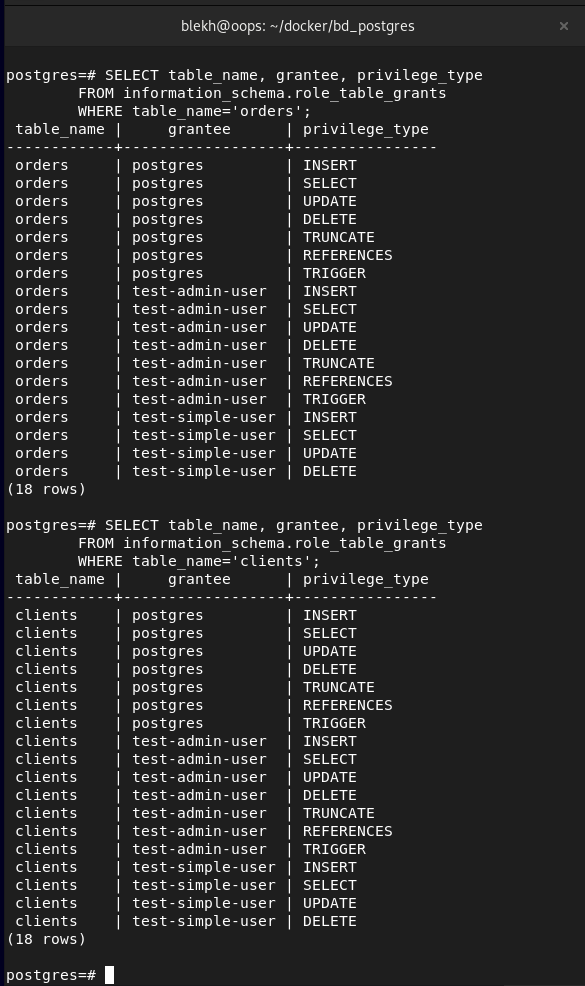 blekh@oops: ~/docker/bd_postgres ×
postgres=# SELECT table_name, grantee, privilege_type
        FROM information_schema.role_table_grants
        WHERE table_name='orders';
 table_name |     grantee      | privilege_type
------------+------------------+----------------
 orders     | postgres         | INSERT
 orders     | postgres         | SELECT
 orders     | postgres         | UPDATE
 orders     | postgres         | DELETE
 orders     | postgres         | TRUNCATE
 orders     | postgres         | REFERENCES
 orders     | postgres         | TRIGGER
 orders     | test-admin-user  | INSERT
 orders     | test-admin-user  | SELECT
 orders     | test-admin-user  | UPDATE
 orders     | test-admin-user  | DELETE
 orders     | test-admin-user  | TRUNCATE
 orders     | test-admin-user  | REFERENCES
 orders     | test-admin-user  | TRIGGER
 orders     | test-simple-user | INSERT
 orders     | test-simple-user | SELECT
 orders     | test-simple-user | UPDATE
 orders     | test-simple-user | DELETE
(18 rows)
postgres=# SELECT table_name, grantee, privilege_type
        FROM information_schema.role_table_grants
        WHERE table_name='clients';
 table_name |     grantee      | privilege_type
------------+------------------+----------------
 clients    | postgres         | INSERT
 clients    | postgres         | SELECT
 clients    | postgres         | UPDATE
 clients    | postgres         | DELETE
 clients    | postgres         | TRUNCATE
 clients    | postgres         | REFERENCES
 clients    | postgres         | TRIGGER
 clients    | test-admin-user  | INSERT
 clients    | test-admin-user  | SELECT
 clients    | test-admin-user  | UPDATE
 clients    | test-admin-user  | DELETE
 clients    | test-admin-user  | TRUNCATE
 clients    | test-admin-user  | REFERENCES
 clients    | test-admin-user  | TRIGGER
 clients    | test-simple-user | INSERT
 clients    | test-simple-user | SELECT
 clients    | test-simple-user | UPDATE
 clients    | test-simple-user | DELETE
(18 rows)
postgres=#